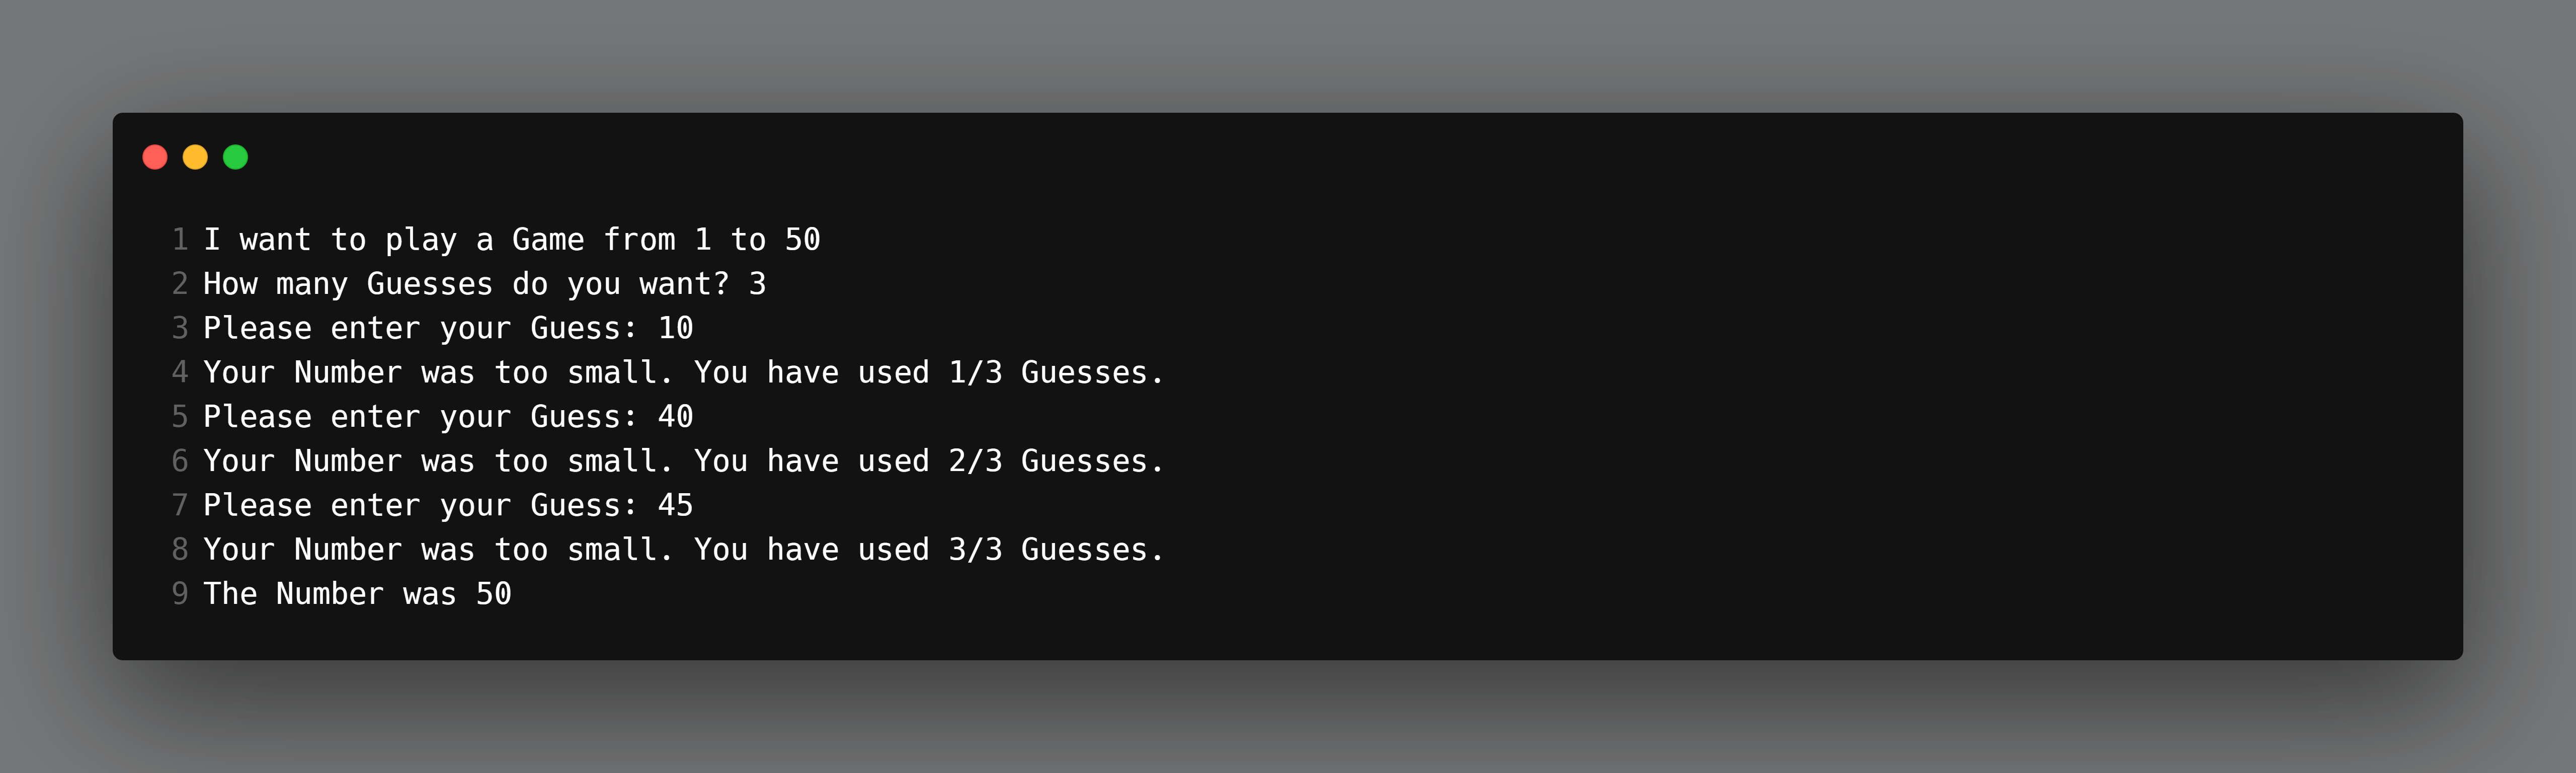 1 I want to play a Game from 1 to 50
2 How many Guesses do you want? 3
3 Please enter your Guess: 10
4 Your Number was too small. You have used 1/3 Guesses.
5 Please enter your Guess: 40
6 Your Number was too small. You have used 2/3 Guesses.
7 Please enter your Guess: 45
8 Your Number was too small. You have used 3/3 Guesses.
9 The Number was 50